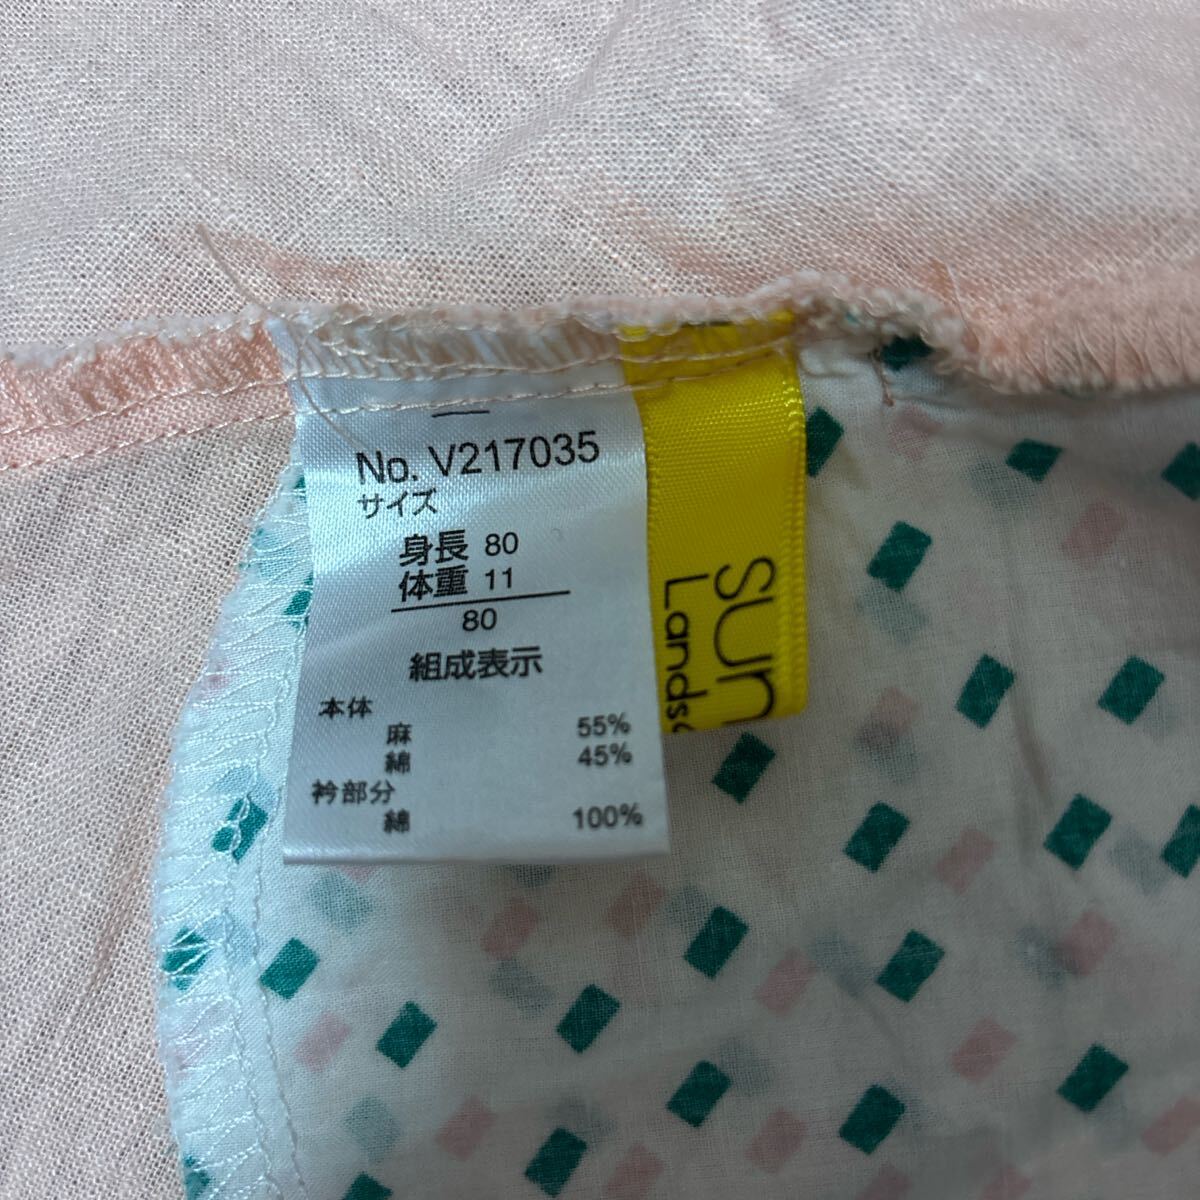 No. V217035
サイズ
身長 80
体重 11
80
組成表示
本体
麻 55%
綿 45%
衿部分
綿 100%
sun
Lands